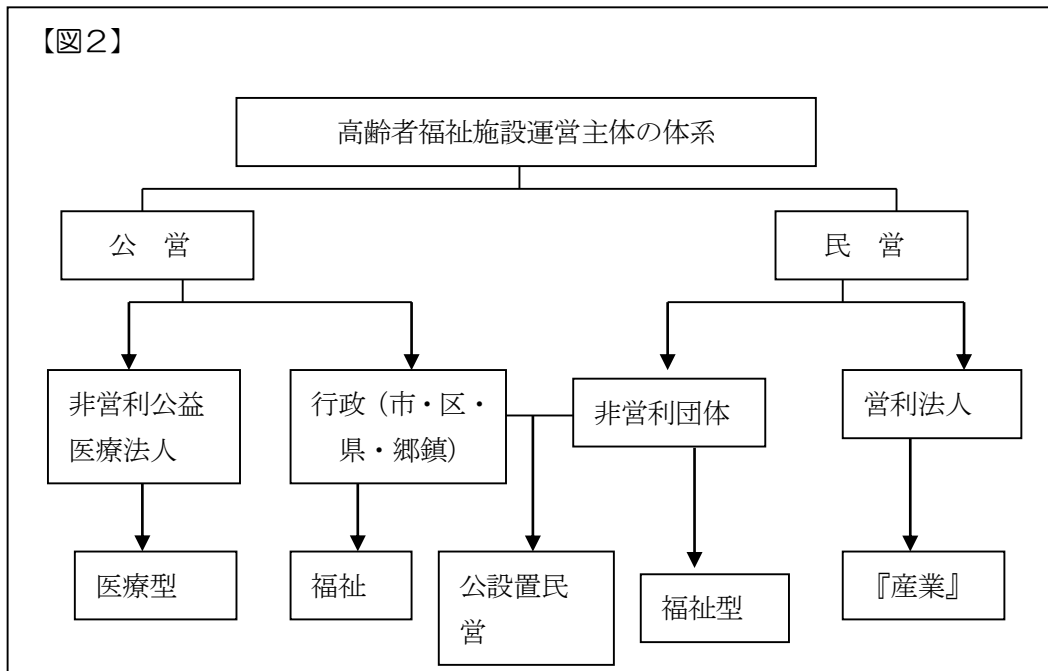 【図２】
高齢者福祉施設運営主体の体系
公　営
民　営
非営利公益
医療法人
行政（市・区・
県・郷鎮）
非営利団体
営利法人
医療型
福祉
公設置民
営
福祉型
『産業』